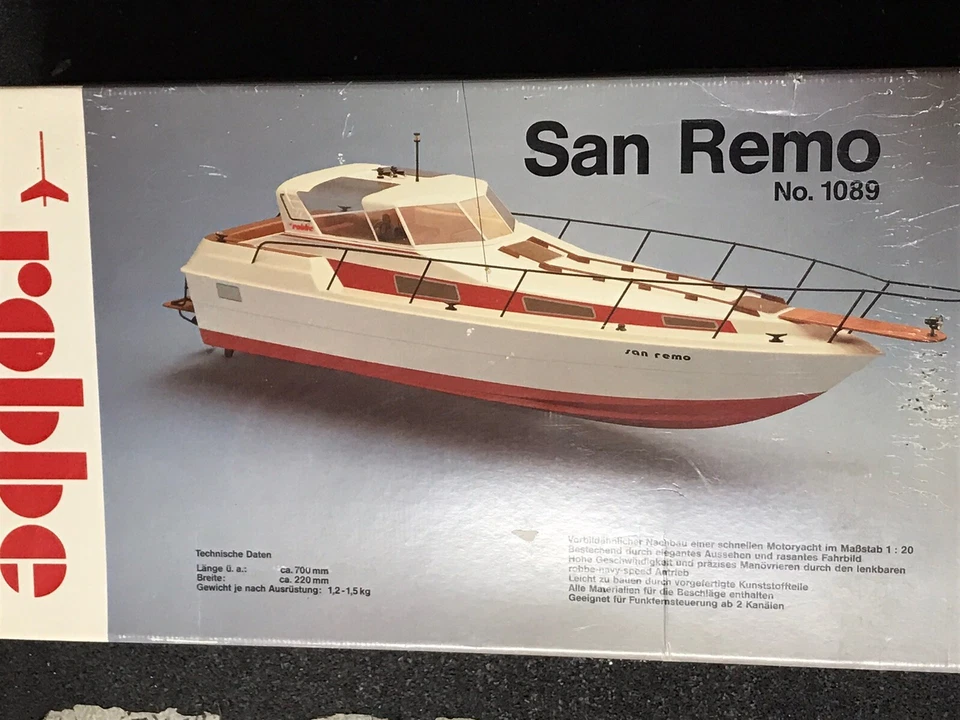 robbe
San Remo
No. 1089
robbe
san remo
Technische Daten
Länge ü. a.: ca. 700 mm
Breite: ca. 220 mm
Gewicht je nach Ausrüstung: 1,2-1,5 kg
Vorbildähnlicher Nachbau einer schnellen Motoryacht im Maßstab 1 : 20
Bestechend durch elegantes Aussehen und rasantes Fahrbild
Hohe Geschwindigkeit und präzises Manövrieren durch den lenkbaren
robbe-navy-speed Antrieb
Leicht zu bauen durch vorgefertigte Kunststoffteile
Alle Materialien für die Beschläge enthalten
Geeignet für Funkfernsteuerung ab 2 Kanälen